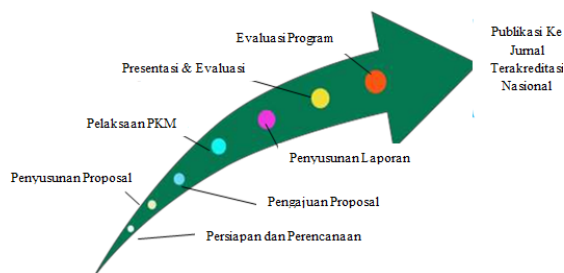 Evaluasi Program
Publikasi Ke
Jurnal
Terakreditasi
Nasional
Presentasi & Evaluasi
Pelaksaan PKM
Penyusunan Laporan
Penyusunan Proposal
Pengajuan Proposal
Persiapan dan Perencanaan